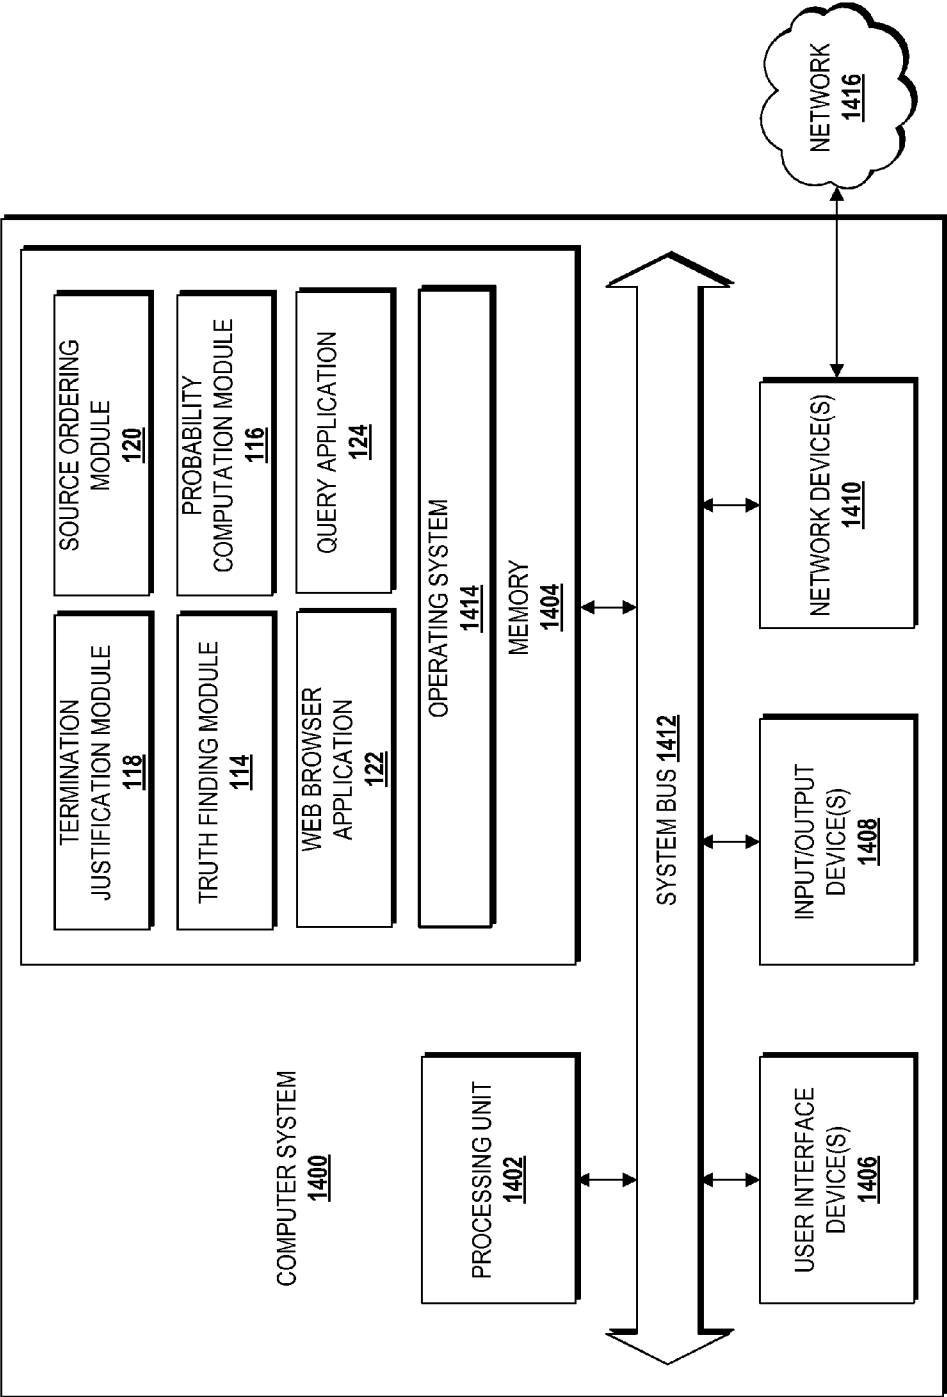 COMPUTER SYSTEM
1400
TERMINATION
JUSTIFICATION MODULE
118
SOURCE ORDERING
MODULE
120
TRUTH FINDING MODULE
114
PROBABILITY
COMPUTATION MODULE
116
WEB BROWSER
APPLICATION
122
QUERY APPLICATION
124
OPERATING SYSTEM
1414
MEMORY
1404
PROCESSING UNIT
1402
SYSTEM BUS 1412
USER INTERFACE
DEVICE(S)
1406
INPUT/OUTPUT
DEVICE(S)
1408
NETWORK DEVICE(S)
1410
NETWORK
1416